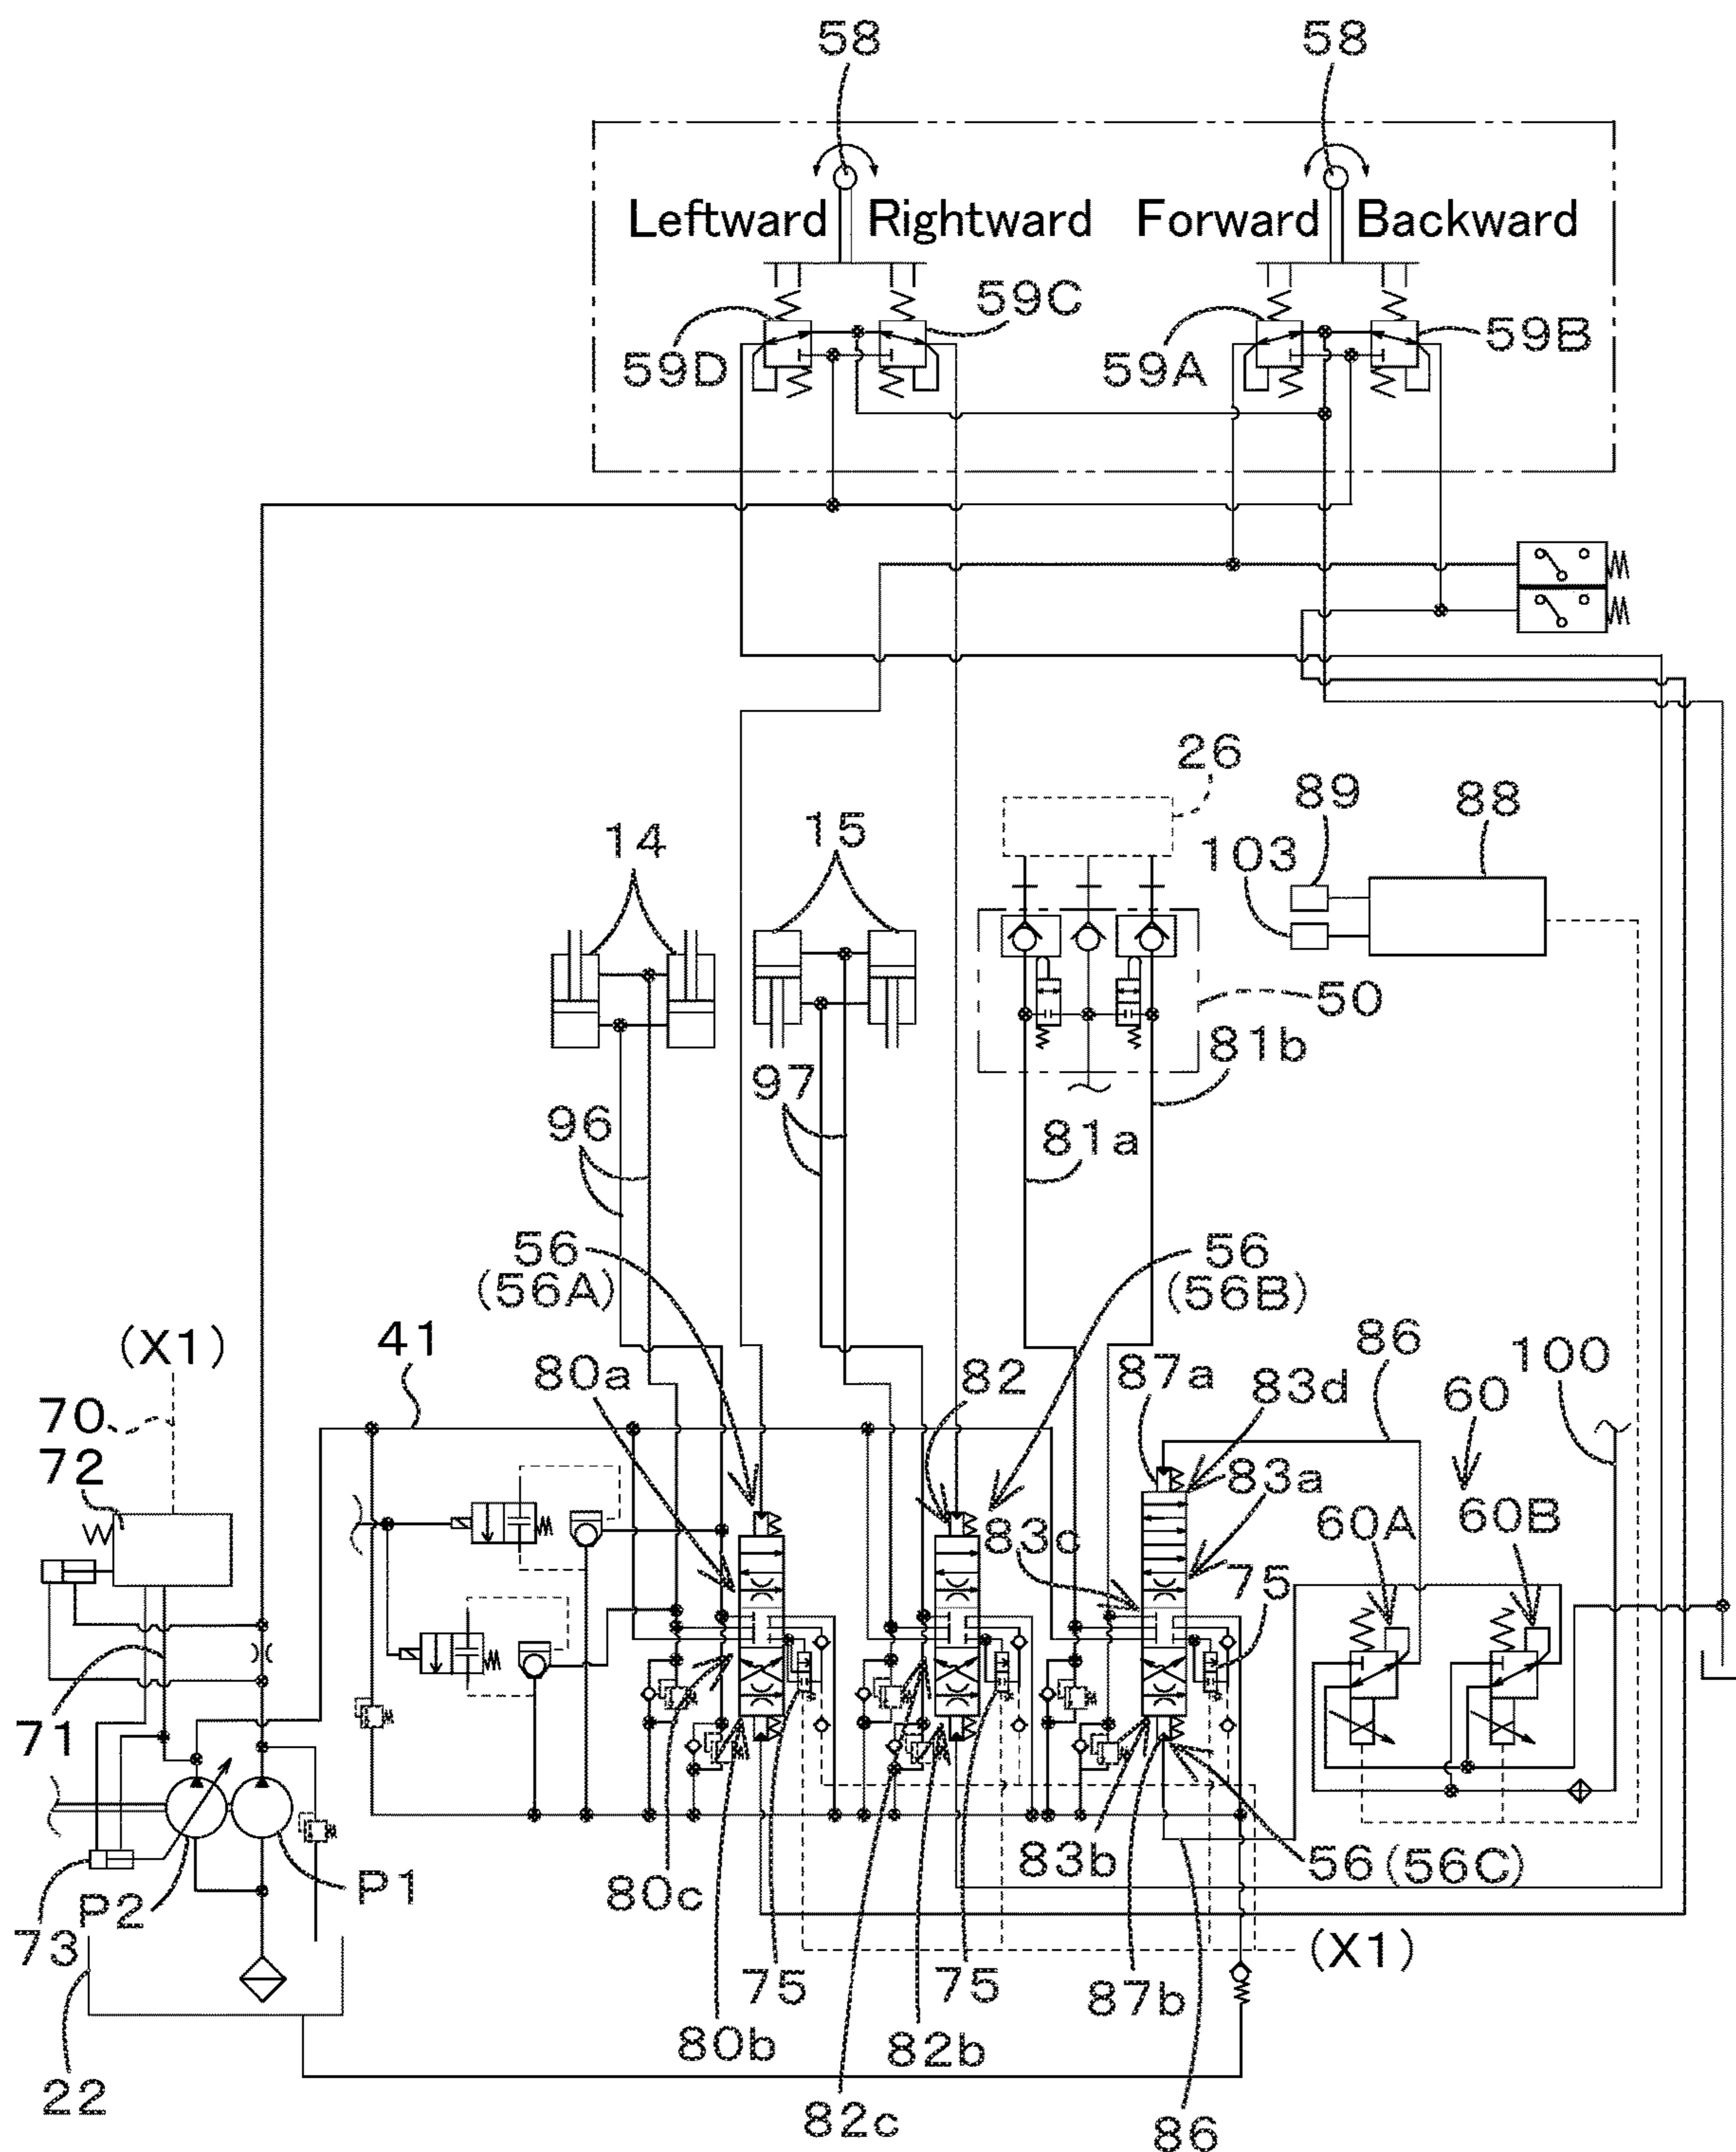 58 58
Leftward Rightward Forward Backward
59D 59C 59A 59B
26
89 88
14 15 103
50
81b
97
96 81a
56
(56A)
56
(56B)
(X1) 41 86 100
80a 82 87a 83d 60
70
72 83a
83c 60A 60B
75
71
80c 83b 56 (56C)
P2 P1
73 (X1)
75 75 87b
80b 82b
22 82c 86